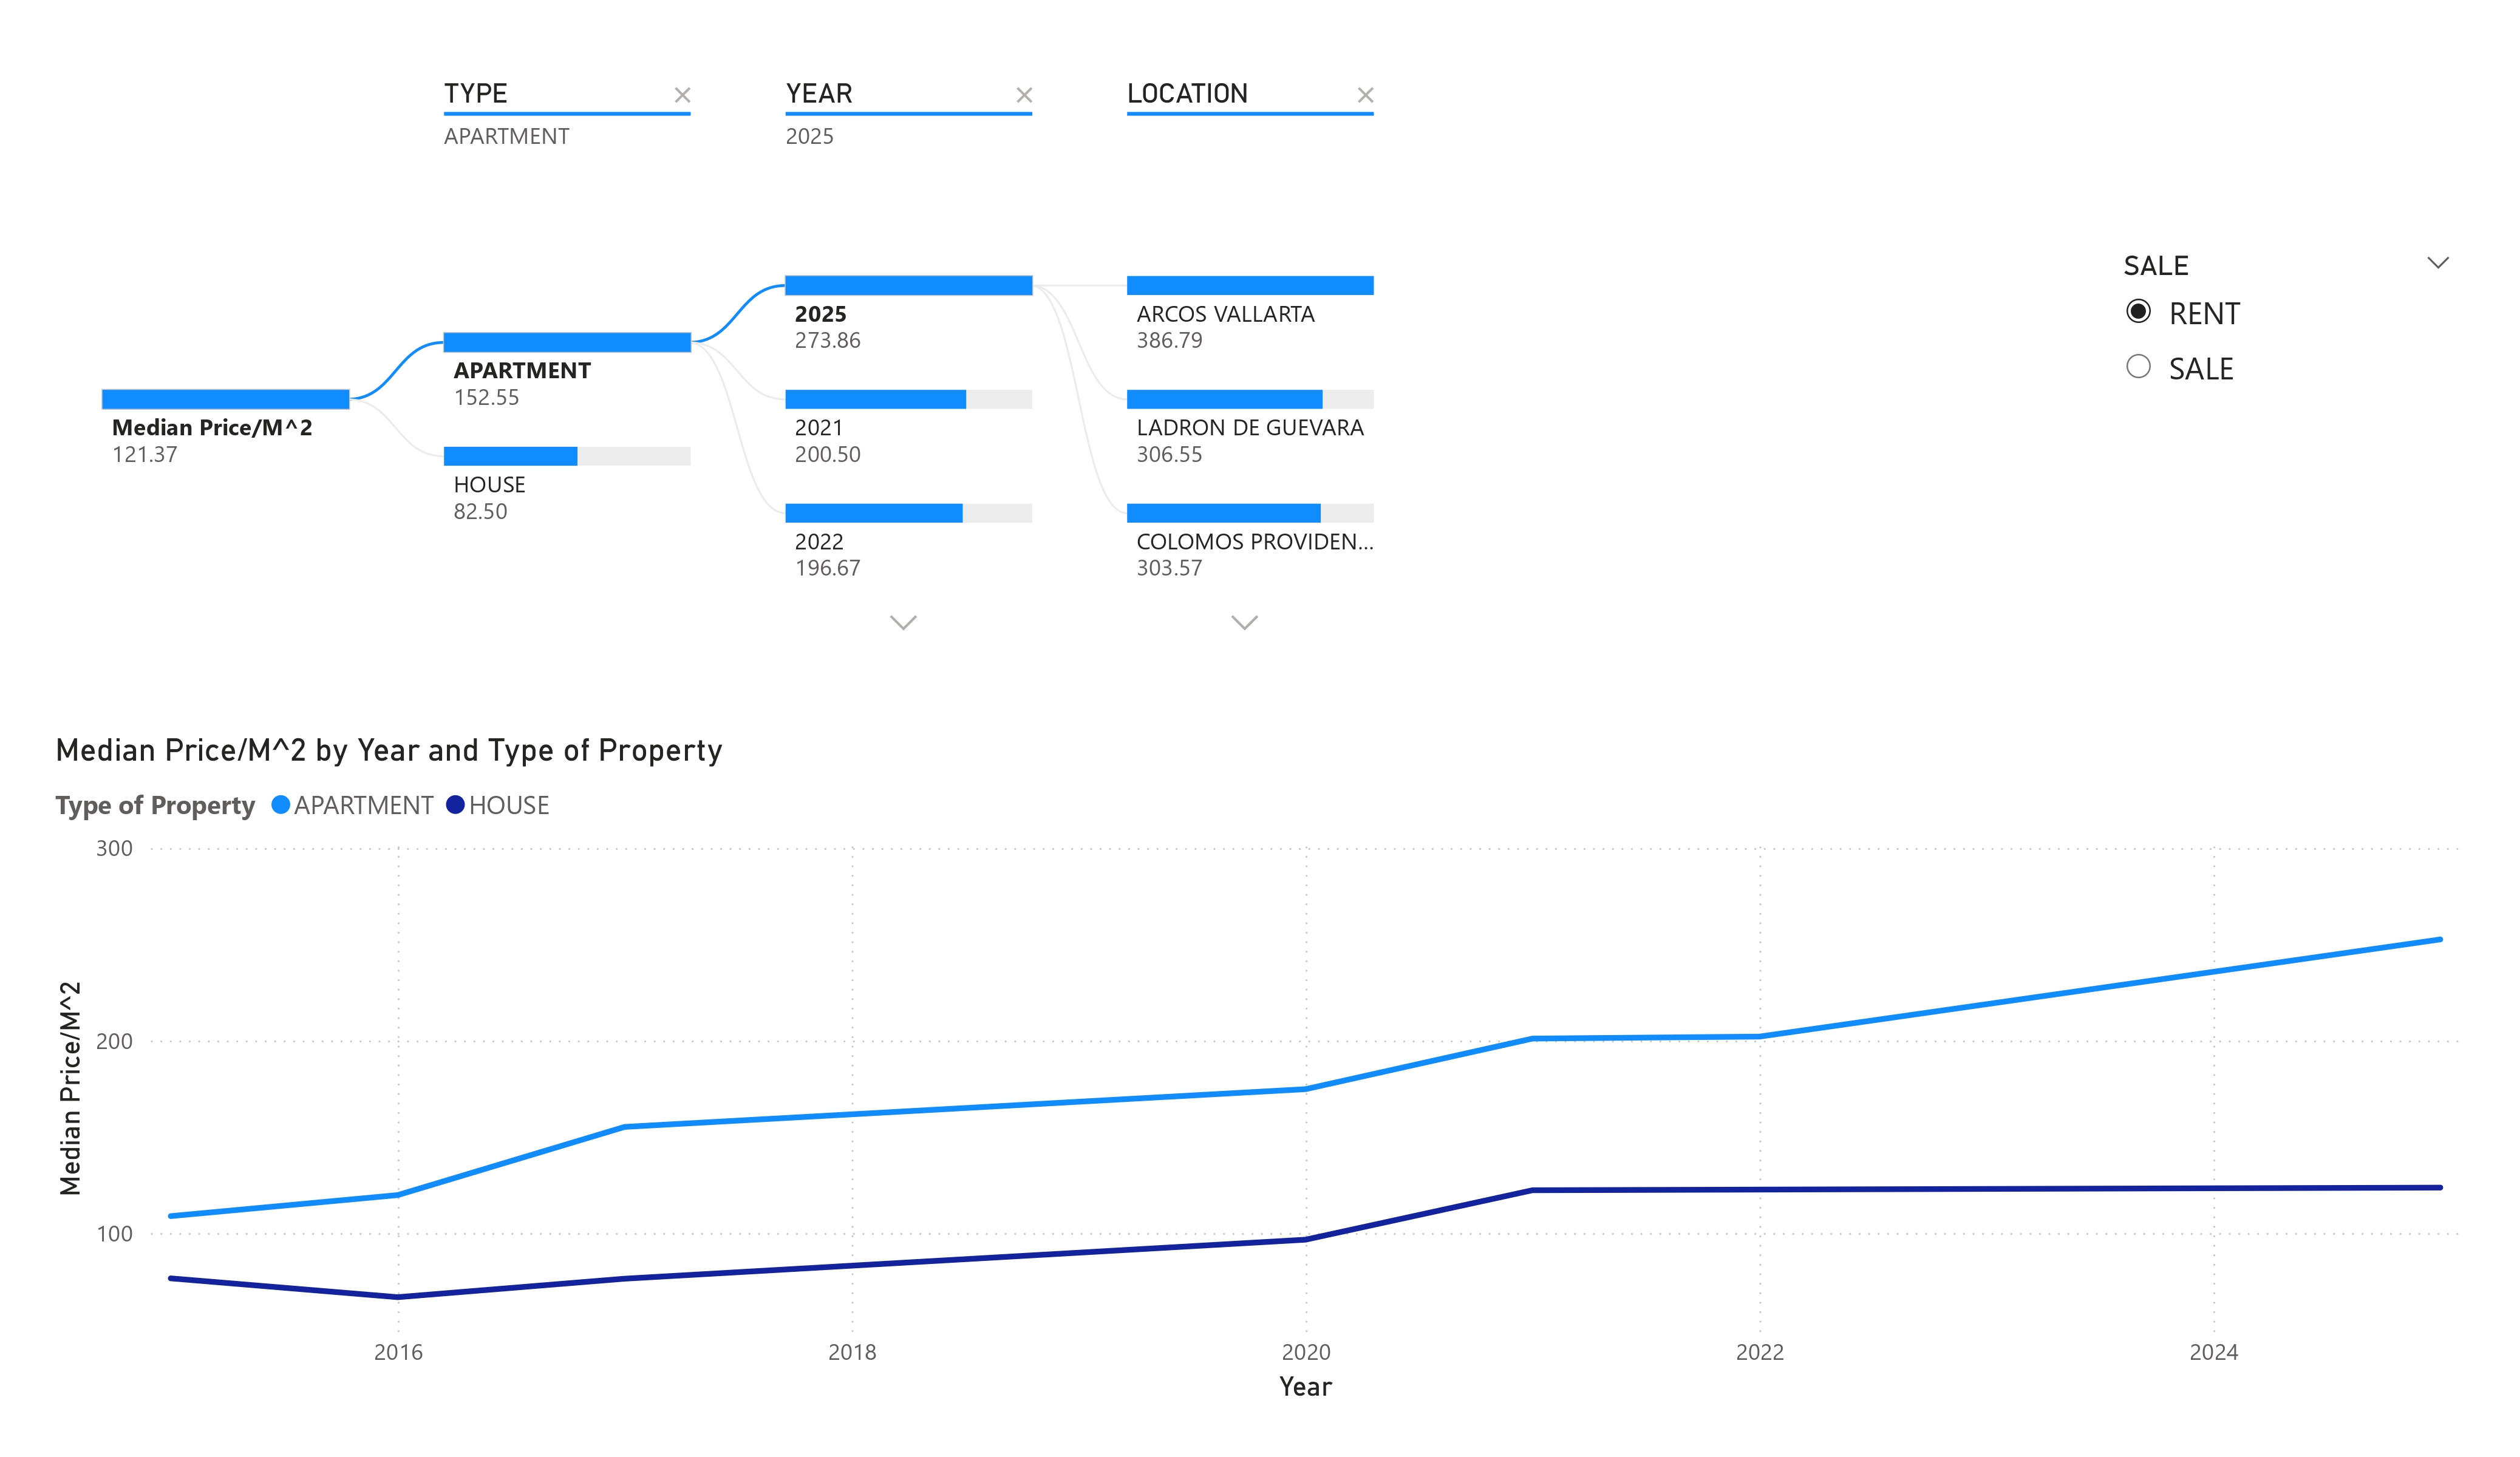 TYPE
APARTMENT
YEAR
2025
LOCATION
Median Price/M^2
121.37
APARTMENT
152.55
HOUSE
82.50
2025
273.86
2021
200.50
2022
196.67
ARCOS VALLARTA
386.79
LADRON DE GUEVARA
306.55
COLOMOS PROVIDEN...
303.57
SALE
RENT
SALE
Median Price/M^2 by Year and Type of Property
Type of Property APARTMENT HOUSE
Median Price/M^2
300
200
100
2016 2018 2020 2022 2024
Year